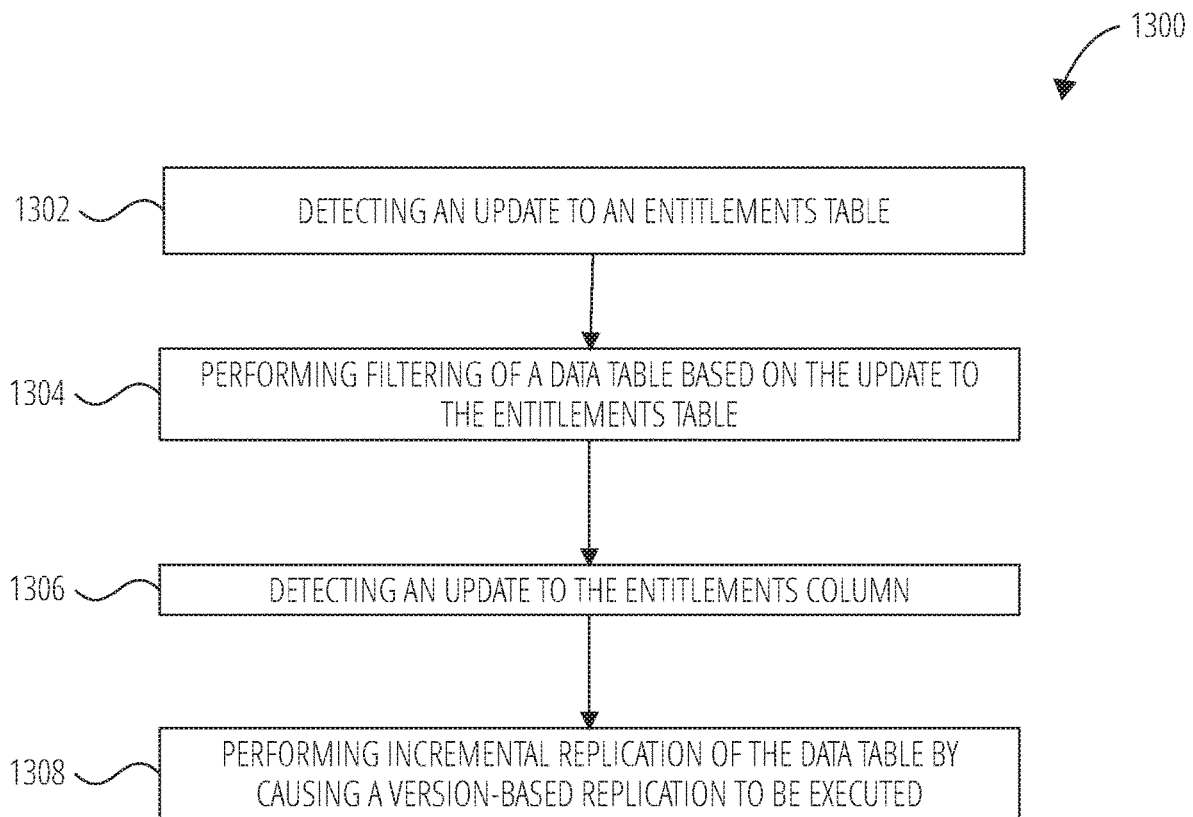 1300
1302
DETECTING AN UPDATE TO AN ENTITLEMENTS TABLE
1304
PERFORMING FILTERING OF A DATA TABLE BASED ON THE UPDATE TO
THE ENTITLEMENTS TABLE
1306
DETECTING AN UPDATE TO THE ENTITLEMENTS COLUMN
1308
PERFORMING INCREMENTAL REPLICATION OF THE DATA TABLE BY
CAUSING A VERSION-BASED REPLICATION TO BE EXECUTED